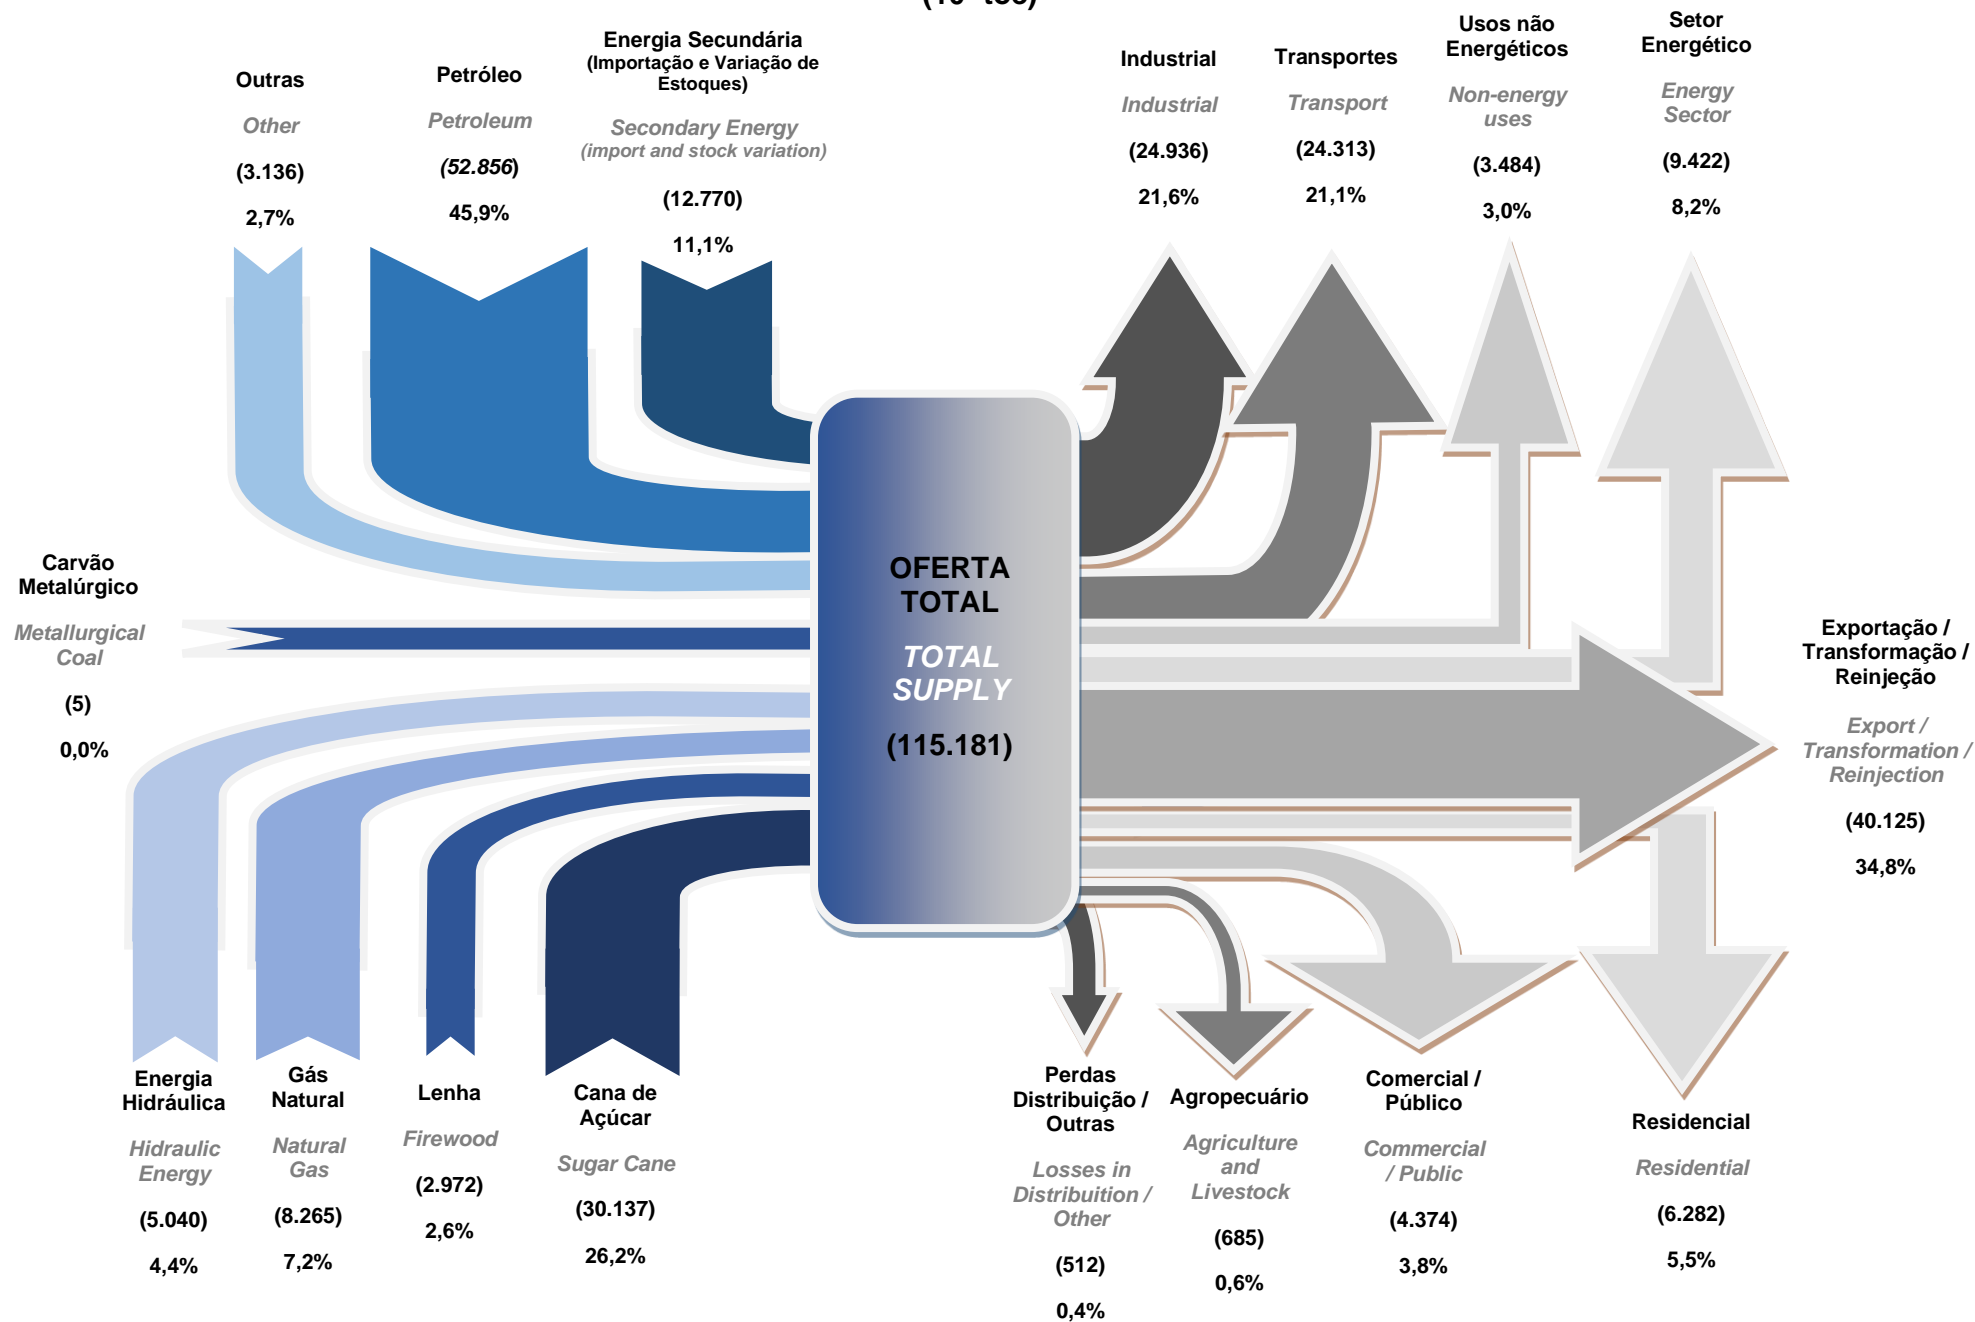 Outras
Other
(3.136)
2,7%
Petróleo
Petroleum
(52.856)
45,9%
Energia Secundária
(Importação e Variação de
Estoques)
Secondary Energy
(import and stock variation)
(12.770)
11,1%
Industrial
Industrial
(24.936)
21,6%
Transportes
Transport
(24.313)
21,1%
Usos não
Energéticos
Non-energy
uses
(3.484)
3,0%
Setor
Energético
Energy
Sector
(9.422)
8,2%
Carvão
Metalúrgico
Metallurgical
Coal
(5)
0,0%
OFERTA
TOTAL
TOTAL
SUPPLY
(115.181)
Exportação /
Transformação /
Reinjeção
Export /
Transformation /
Reinjection
(40.125)
34,8%
Energia
Hidráulica
Hidraulic
Energy
(5.040)
4,4%
Gás
Natural
Natural
Gas
(8.265)
7,2%
Lenha
Firewood
(2.972)
2,6%
Cana de
Açúcar
Sugar Cane
(30.137)
26,2%
Perdas
Distribuição /
Outras
Losses in
Distribuition /
Other
(512)
0,4%
Agropecuário
Agriculture
and
Livestock
(685)
0,6%
Comercial /
Público
Commercial
/ Public
(4.374)
3,8%
Residencial
Residential
(6.282)
5,5%